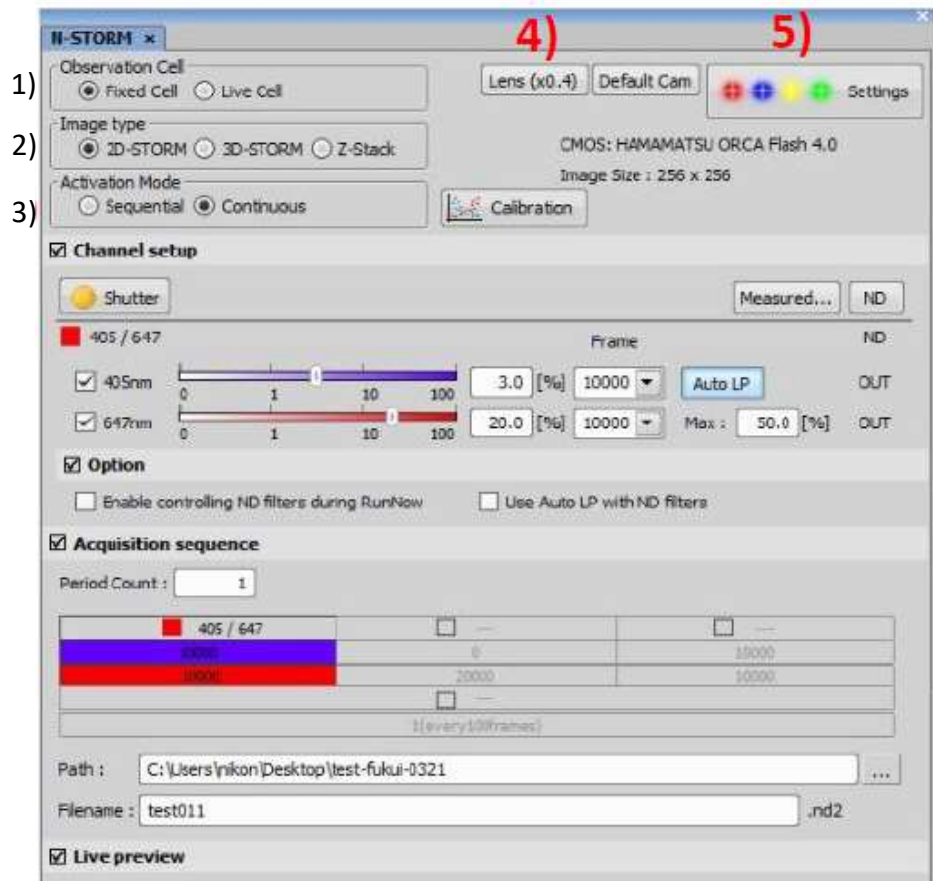 4) 5)
N-STORM ×
1) Observation Cell
Fixed Cell Live Cell
Lens (x0.4) Default Cam Settings
2) Image type
2D-STORM 3D-STORM Z-Stack
CMOS: HAMAMATSU ORCA Flash 4.0
Image Size : 256 x 256
3) Activation Mode
Sequential Continuous
Calibration
Channel setup
Shutter Measured... ND
405 / 647 Frame ND
405nm 0 1 10 100 3.0 [%] 10000 Auto LP OUT
647nm 0 1 10 100 20.0 [%] 10000 Max : 50.0 [%] OUT
Option
Enable controlling ND filters during RunNow Use Auto LP with ND filters
Acquisition sequence
Period Count : 1
405 / 647 --- ---
10000 0 10000
10000 20000 10000
---
1(every100frames)
Path : C:\Users\nikon\Desktop\test-fukui-0321 ...
Filename : test011 .nd2
Live preview